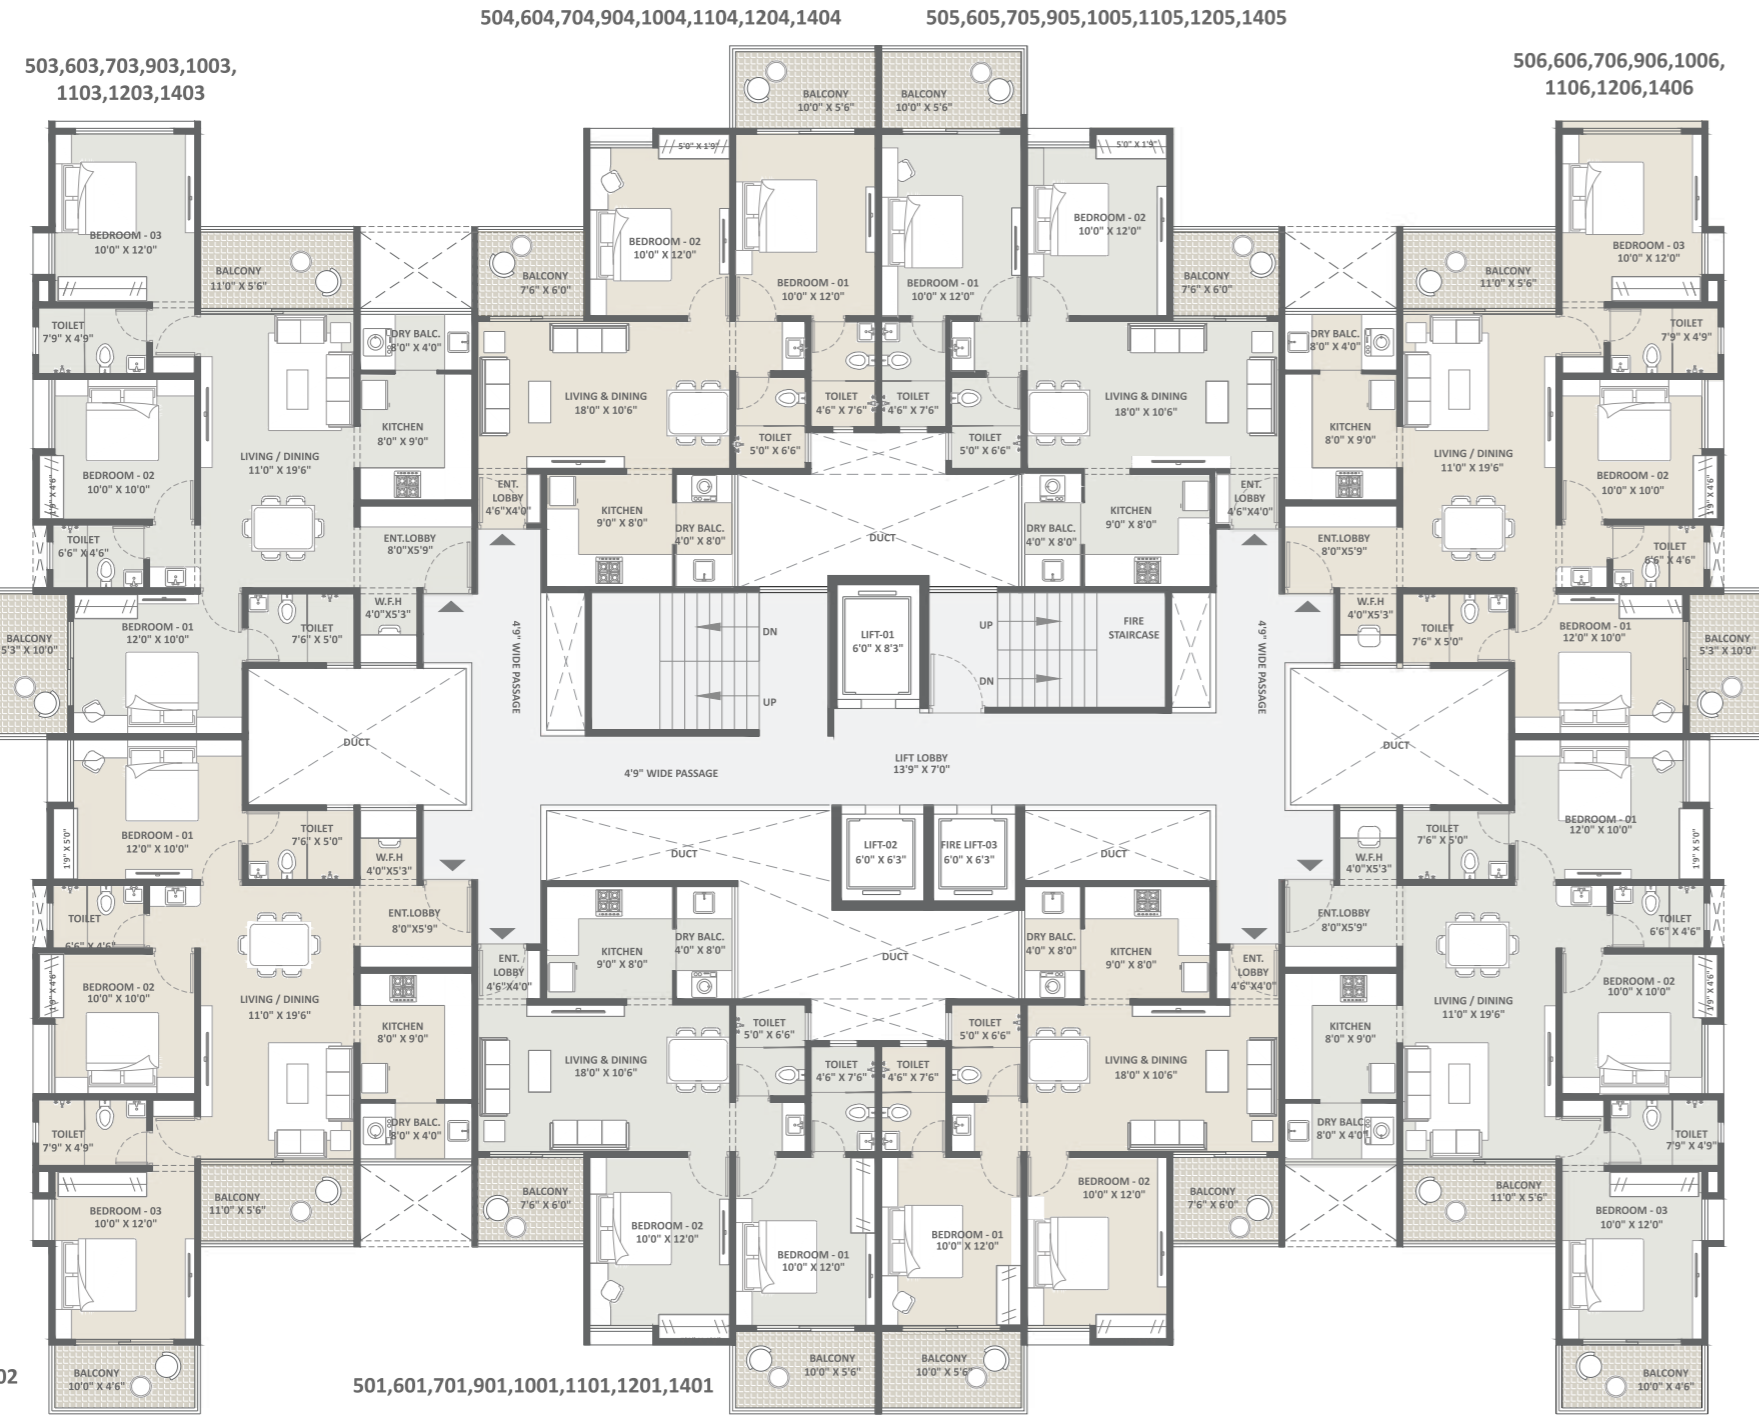 504,604,704,904,1004,1104,1204,1404
505,605,705,905,1005,1105,1205,1405
503,603,703,903,1003,
1103,1203,1403
506,606,706,906,1006,
1106,1206,1406
BALCONY
10'0" X 5'6"
BALCONY
10'0" X 5'6"
5'0" X 1'9"
5'0" X 1'9"
BEDROOM - 03
10'0" X 12'0"
BALCONY
11'0" X 5'6"
BALCONY
7'6" X 6'0"
BEDROOM - 02
10'0" X 12'0"
BEDROOM - 01
10'0" X 12'0"
BEDROOM - 01
10'0" X 12'0"
BEDROOM - 02
10'0" X 12'0"
BALCONY
7'6" X 6'0"
BALCONY
11'0" X 5'6"
BEDROOM - 03
10'0" X 12'0"
TOILET
7'9" X 4'9"
DRY BALC.
8'0" X 4'0"
DRY BALC.
8'0" X 4'0"
TOILET
7'9" X 4'9"
LIVING & DINING
18'0" X 10'6"
TOILET
4'6" X 7'6"
TOILET
4'6" X 7'6"
LIVING & DINING
18'0" X 10'6"
KITCHEN
8'0" X 9'0"
TOILET
5'0" X 6'6"
TOILET
5'0" X 6'6"
KITCHEN
8'0" X 9'0"
BEDROOM - 02
10'0" X 10'0"
1'9" X 4'6"
LIVING / DINING
11'0" X 19'6"
ENT.
LOBBY
4'6"X4'0"
KITCHEN
9'0" X 8'0"
DRY BALC.
4'0" X 8'0"
DUCT
DRY BALC.
4'0" X 8'0"
KITCHEN
9'0" X 8'0"
ENT.
LOBBY
4'6"X4'0"
LIVING / DINING
11'0" X 19'6"
BEDROOM - 02
10'0" X 10'0"
1'9" X 4'6"
TOILET
6'6" X 4'6"
ENT.LOBBY
8'0"X5'9"
ENT.LOBBY
8'0"X5'9"
TOILET
6'6" X 4'6"
BALCONY
5'3" X 10'0"
BEDROOM - 01
12'0" X 10'0"
TOILET
7'6" X 5'0"
W.F.H
4'0"X5'3"
4'9" WIDE PASSAGE
DN
UP
LIFT-01
6'0" X 8'3"
UP
DN
FIRE
STAIRCASE
4'9" WIDE PASSAGE
W.F.H
4'0"X5'3"
TOILET
7'6" X 5'0"
BEDROOM - 01
12'0" X 10'0"
BALCONY
5'3" X 10'0"
DUCT
4'9" WIDE PASSAGE
LIFT LOBBY
13'9" X 7'0"
DUCT
1'9" X 5'0"
BEDROOM - 01
12'0" X 10'0"
TOILET
7'6" X 5'0"
W.F.H
4'0"X5'3"
DUCT
LIFT-02
6'0" X 6'3"
FIRE LIFT-03
6'0" X 6'3"
DUCT
W.F.H
4'0"X5'3"
TOILET
7'6" X 5'0"
BEDROOM - 01
12'0" X 10'0"
1'9" X 5'0"
TOILET
6'6" X 4'6"
ENT.LOBBY
8'0"X5'9"
ENT.LOBBY
8'0"X5'9"
TOILET
6'6" X 4'6"
ENT.
LOBBY
4'6"X4'0"
KITCHEN
9'0" X 8'0"
DRY BALC.
4'0" X 8'0"
DUCT
DRY BALC.
4'0" X 8'0"
KITCHEN
9'0" X 8'0"
ENT.
LOBBY
4'6"X4'0"
1'9" X 4'6"
BEDROOM - 02
10'0" X 10'0"
LIVING / DINING
11'0" X 19'6"
KITCHEN
8'0" X 9'0"
TOILET
5'0" X 6'6"
TOILET
5'0" X 6'6"
KITCHEN
8'0" X 9'0"
LIVING / DINING
11'0" X 19'6"
BEDROOM - 02
10'0" X 10'0"
1'9" X 4'6"
LIVING & DINING
18'0" X 10'6"
TOILET
4'6" X 7'6"
TOILET
4'6" X 7'6"
LIVING & DINING
18'0" X 10'6"
TOILET
7'9" X 4'9"
DRY BALC.
8'0" X 4'0"
DRY BALC.
8'0" X 4'0"
TOILET
7'9" X 4'9"
BEDROOM - 03
10'0" X 12'0"
BALCONY
11'0" X 5'6"
BALCONY
7'6" X 6'0"
BEDROOM - 02
10'0" X 12'0"
BEDROOM - 01
10'0" X 12'0"
BEDROOM - 01
10'0" X 12'0"
BEDROOM - 02
10'0" X 12'0"
BALCONY
7'6" X 6'0"
BALCONY
11'0" X 5'6"
BEDROOM - 03
10'0" X 12'0"
02
BALCONY
10'0" X 4'6"
501,601,701,901,1001,1101,1201,1401
BALCONY
10'0" X 5'6"
BALCONY
10'0" X 5'6"
BALCONY
10'0" X 4'6"